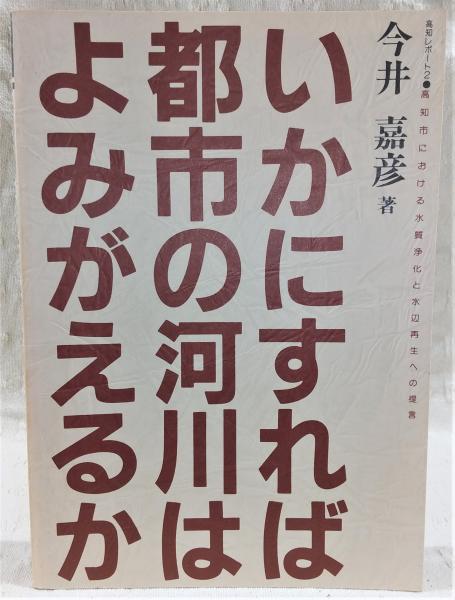 高知レポート2●高知市における水質浄化と水辺再生への提言
今井 嘉彦 著
いかにすれば
都市の河川は
よみがえるか